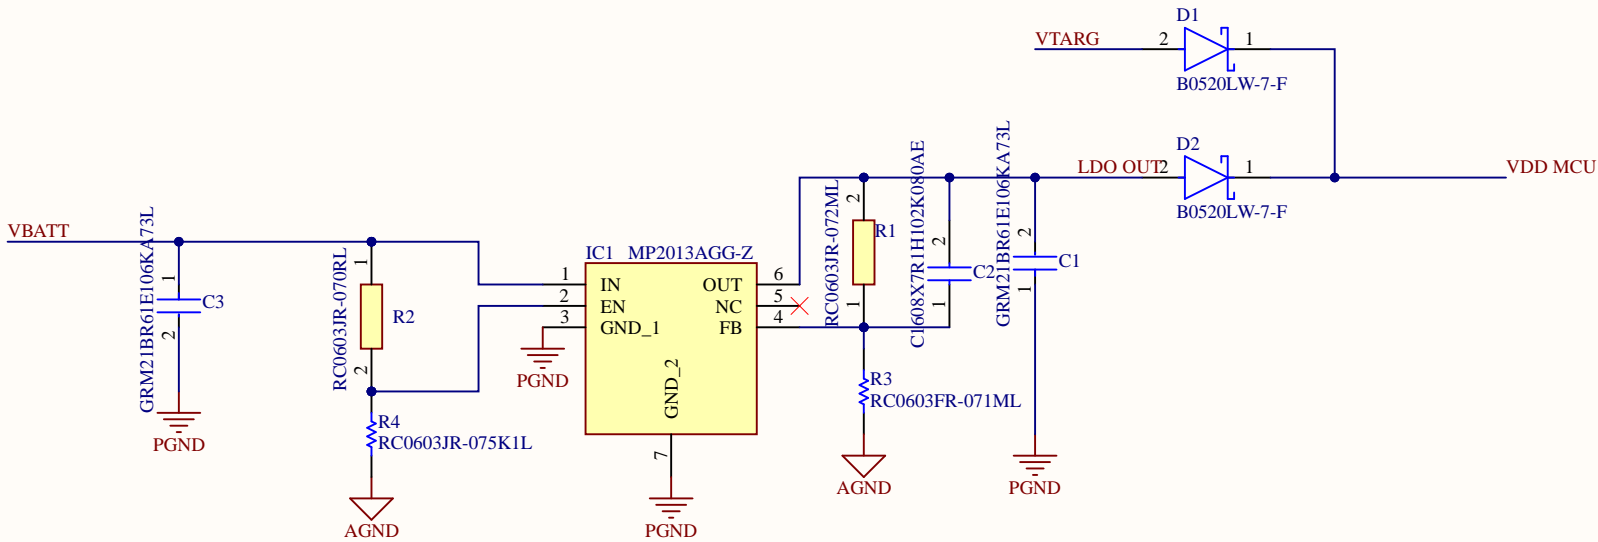 D1
VTARG
2
1
B0520LW-7-F
D2
LDO OUT
2
1
VDD MCU
B0520LW-7-F
VBATT
GRM21BR61E106KA73L
1
C3
2
PGND
RC0603JR-070RL
1
R2
2
R4
RC0603JR-075K1L
AGND
IC1 MP2013AGG-Z
1 IN
2 EN
3 GND_1
OUT 6
NC 5
FB 4
GND_2
7
PGND
PGND
RC0603JR-072ML
2
R1
1
C1608X7R1H102K080AE
2
C2
1
GRM21BR61E106KA73L
2
C1
1
R3
RC0603FR-071ML
AGND
PGND